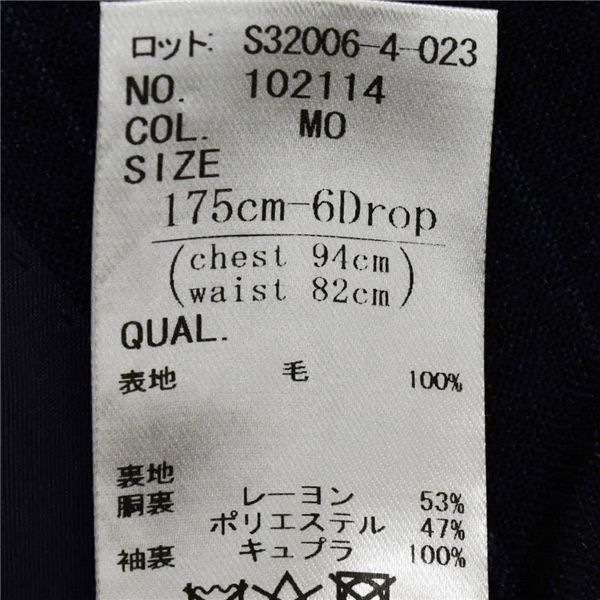 ロット: S32006-4-023
NO. 102114
COL. MO
SIZE
175cm-6Drop
(chest 94cm
waist 82cm)
QUAL.
表地 毛 100%
裏地
胴裏 レーヨン 53%
ポリエステル 47%
袖裏 キュプラ 100%